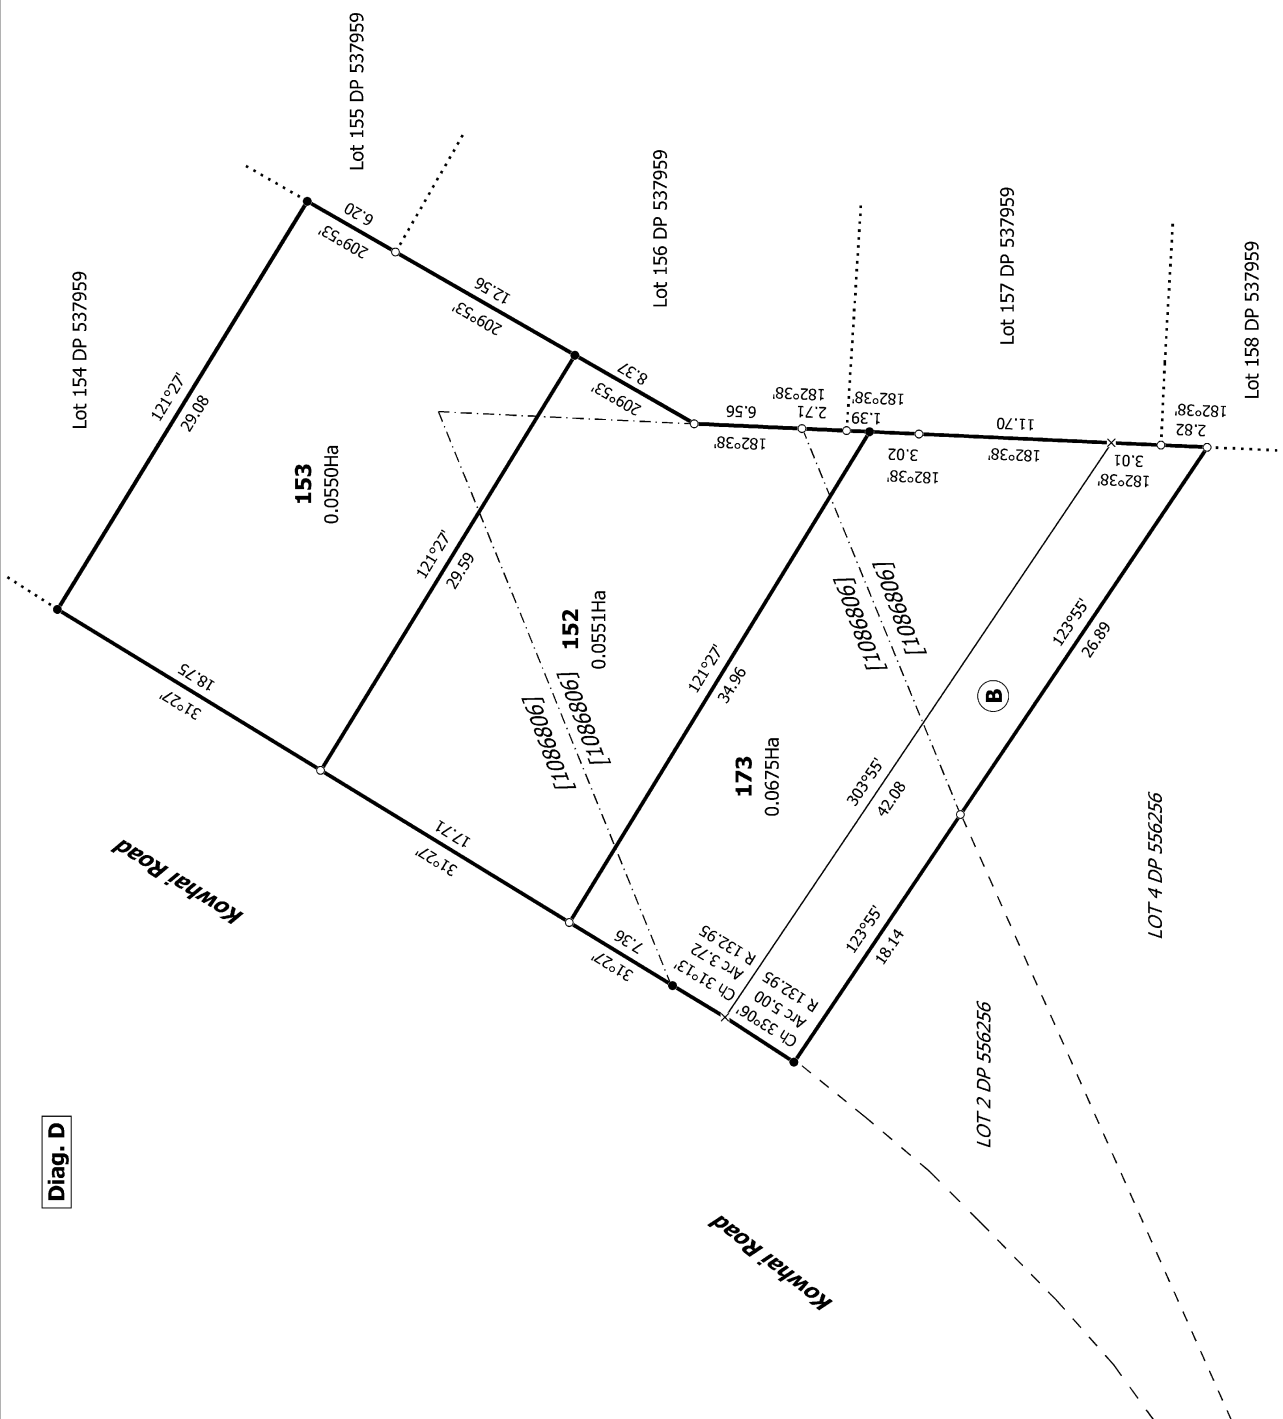 Lot 155 DP 537959
Lot 154 DP 537959
Lot 156 DP 537959
Lot 157 DP 537959
Lot 158 DP 537959
209°53'
6.20
121°27'
29.08
209°53'
12.56
153
0.0550Ha
209°53'
8.37
31°27'
18.75
121°27'
29.59
182°38'
6.56
182°38'
2.71
182°38'
1.39
182°38'
3.02
182°38'
11.70
182°38'
3.01
182°38'
2.82
152
0.0551Ha
[1086806]
[1086806]
[1086806]
[1086806]
31°27'
17.71
121°27'
34.96
173
0.0675Ha
303°55'
42.08
B
123°55'
26.89
123°55'
18.14
31°27'
7.36
Ch 31°13'
Arc 3.72
R 132.95
Ch 33°06'
Arc 5.00
R 132.95
Kowhai Road
Kowhai Road
LOT 4 DP 556256
LOT 2 DP 556256
Diag. D